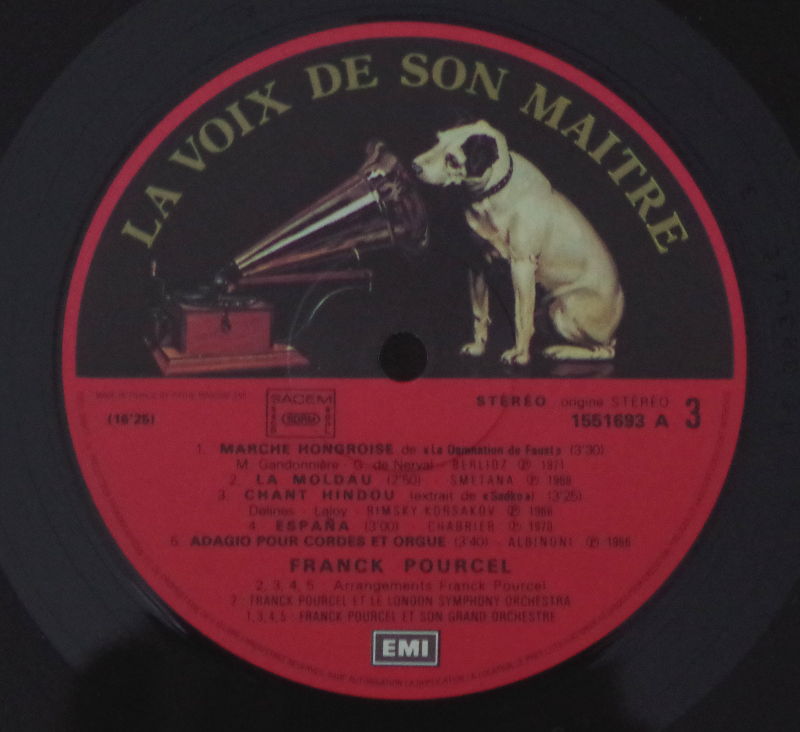 LA VOIX DE SON MAITRE
SACEM
SDRM
STÉRÉO origine STÉRÉO
(16'25)
1551693 A 3
1. MARCHE HONGROISE de «La Damnation de Faust» (3'30)
M. Gandonnière - G. de Nerval - BERLIOZ ℗ 1971
2. LA MOLDAU (2'50) - SMETANA ℗ 1968
3. CHANT HINDOU (extrait de «Sadko») (3'25)
Delines - Laloy - RIMSKY KORSAKOV ℗ 1966
4. ESPAÑA (3'00) - CHABRIER ℗ 1970
5. ADAGIO POUR CORDES ET ORGUE (3'40) - ALBINONI ℗ 1966
FRANCK POURCEL
2, 3, 4, 5 : Arrangements Franck Pourcel
2 : FRANCK POURCEL ET LE LONDON SYMPHONY ORCHESTRA
1, 3, 4, 5 : FRANCK POURCEL ET SON GRAND ORCHESTRE
EMI